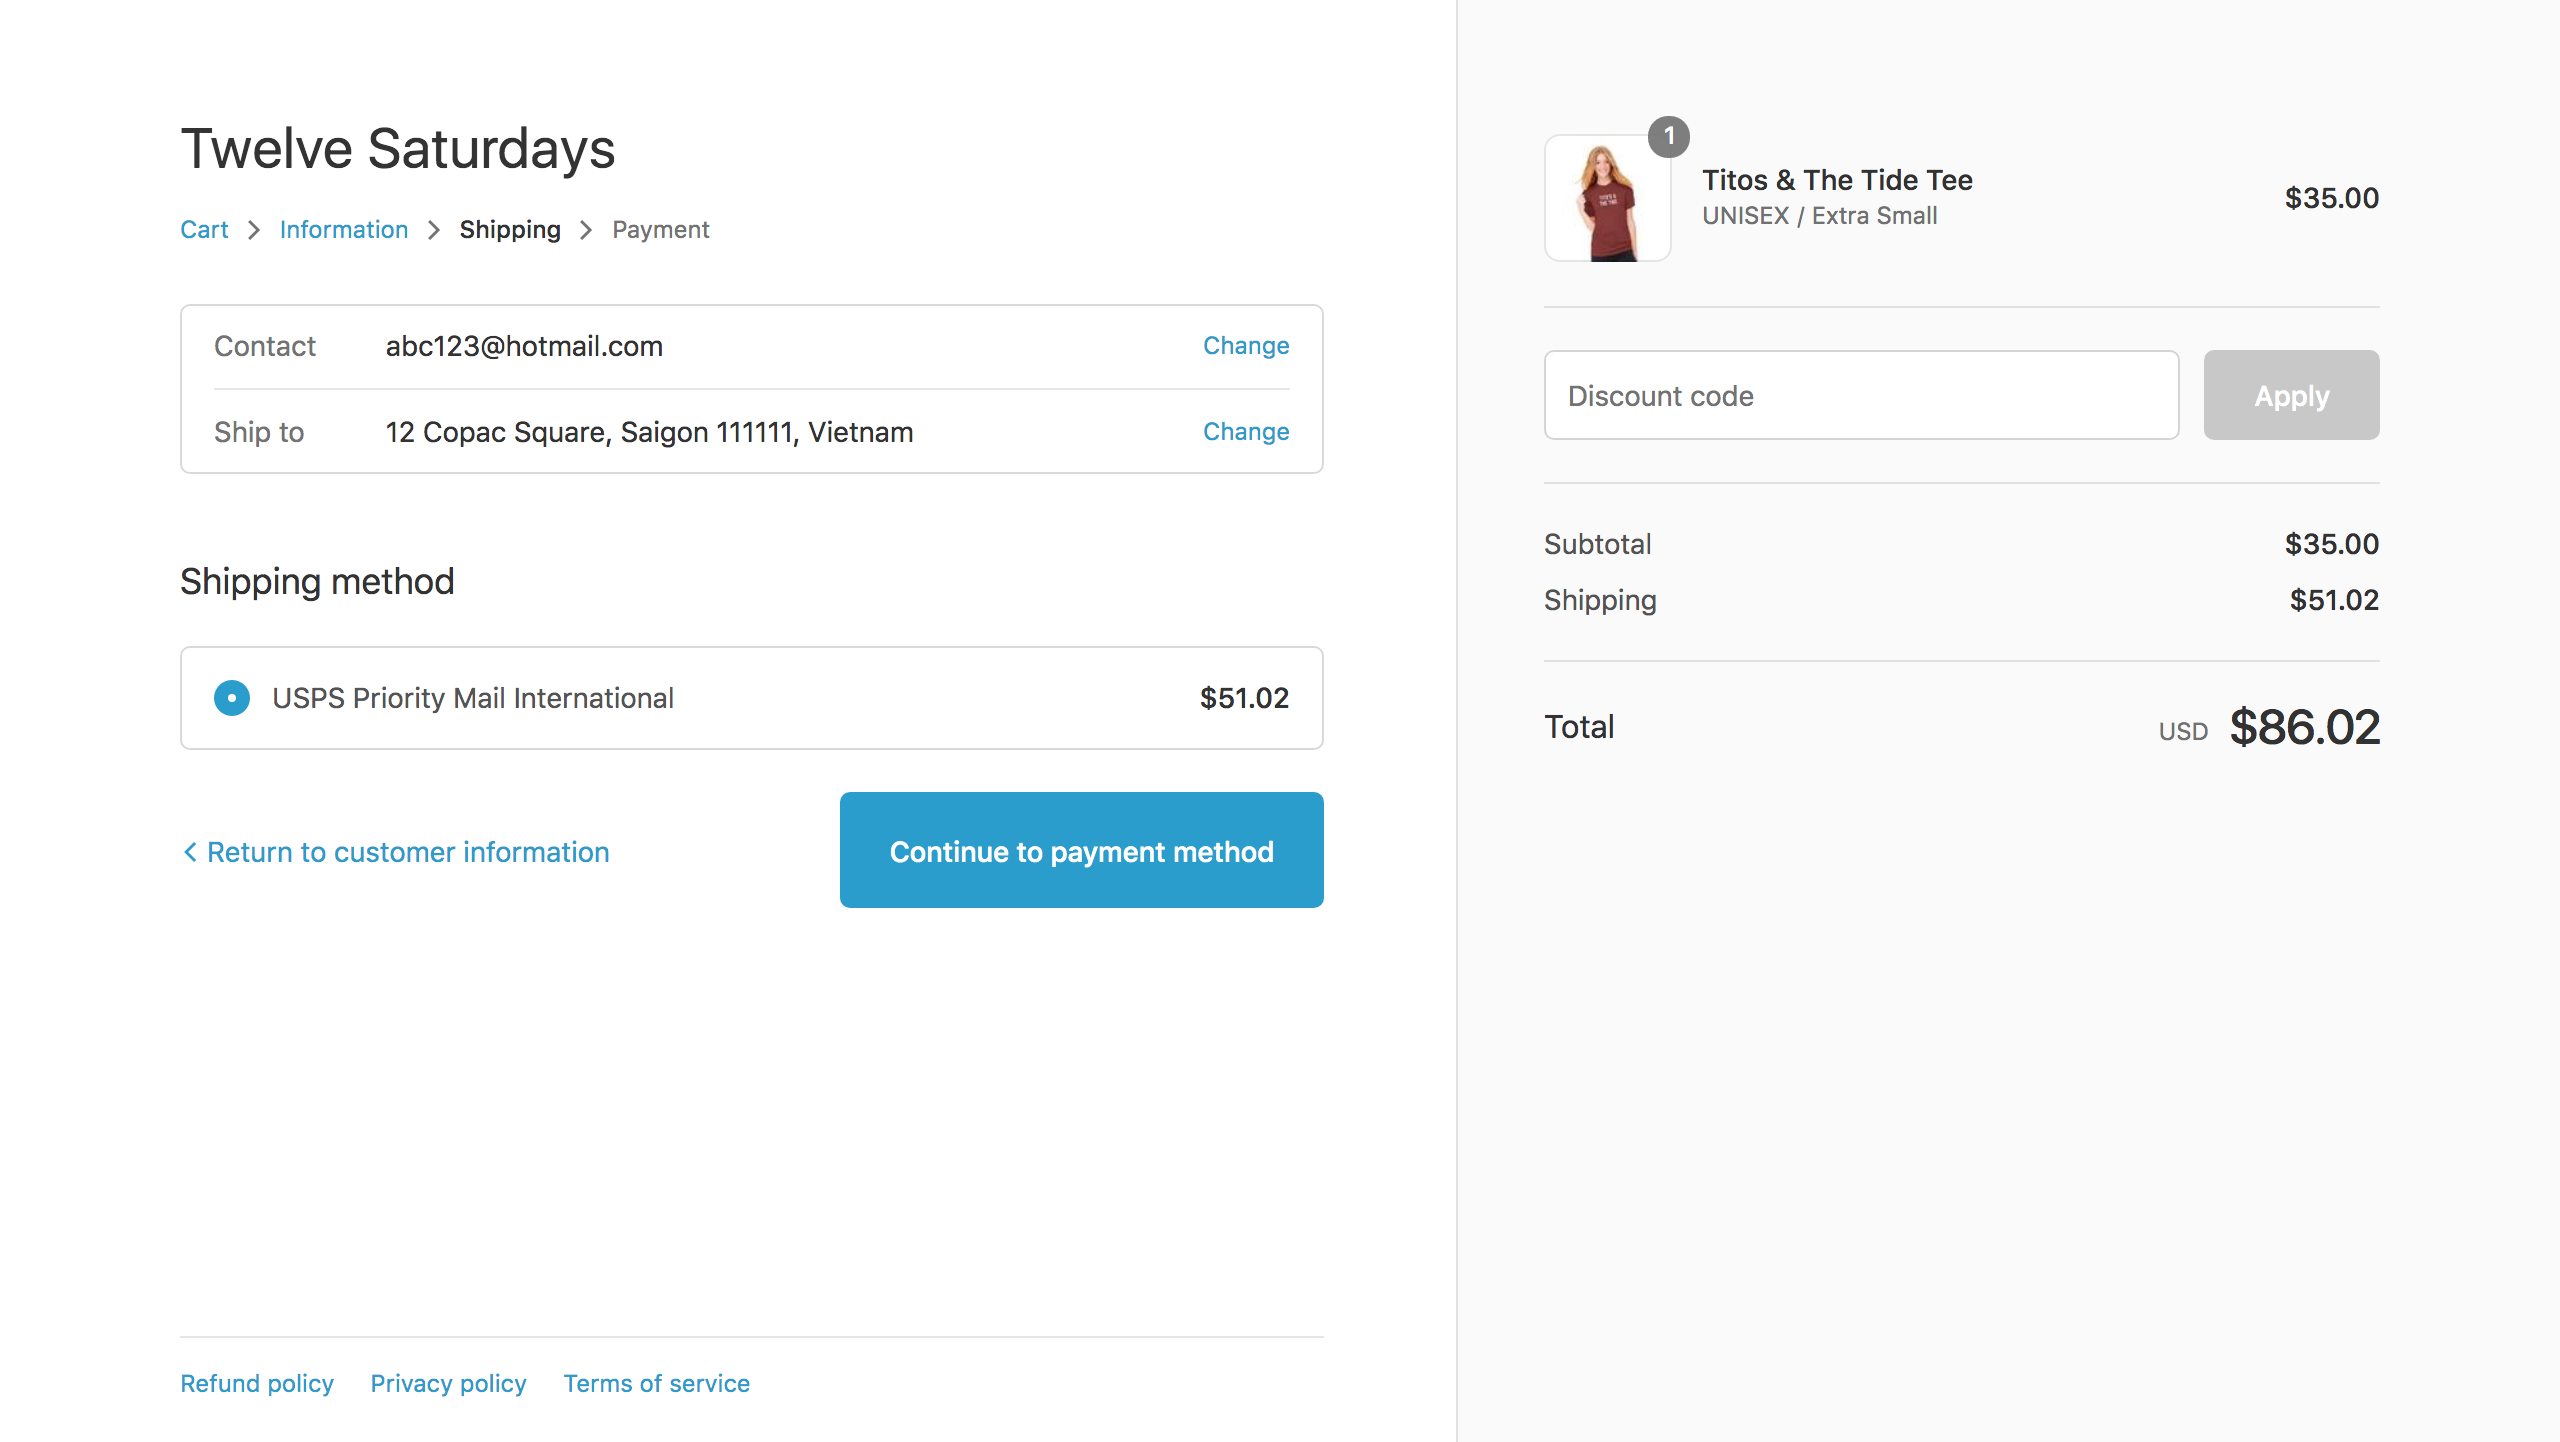 Twelve Saturdays
Cart > Information > Shipping > Payment
Contact abc123@hotmail.com Change
Ship to 12 Copac Square, Saigon 111111, Vietnam Change
Shipping method
USPS Priority Mail International $51.02
< Return to customer information
Continue to payment method
Refund policy Privacy policy Terms of service
1
Titos & The Tide Tee
UNISEX / Extra Small
$35.00
Discount code
Apply
Subtotal $35.00
Shipping $51.02
Total USD $86.02